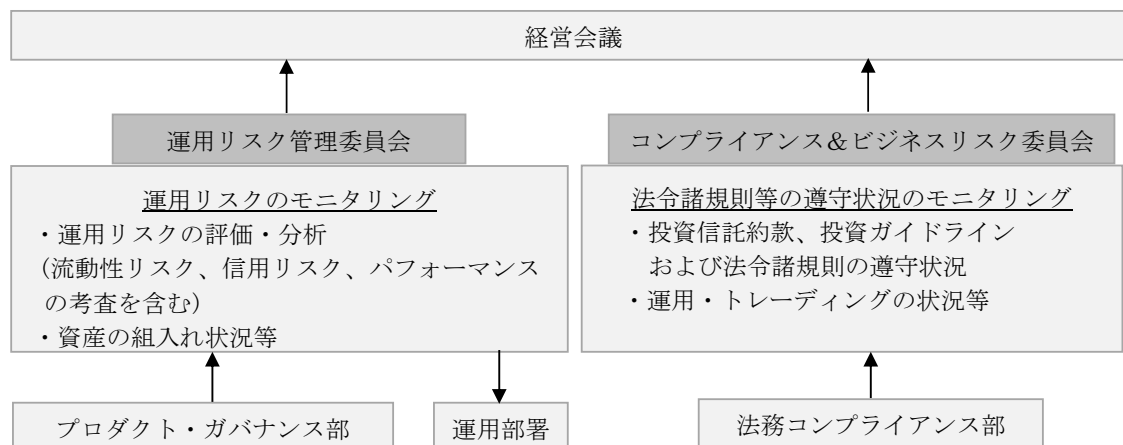 経営会議
運用リスク管理委員会
運用リスクのモニタリング
・運用リスクの評価・分析
(流動性リスク、信用リスク、パフォーマンス
の考査を含む)
・資産の組入れ状況等
コンプライアンス&ビジネスリスク委員会
法令諸規則等の遵守状況のモニタリング
・投資信託約款、投資ガイドライン
および法令諸規則の遵守状況
・運用・トレーディングの状況等
プロダクト・ガバナンス部
運用部署
法務コンプライアンス部